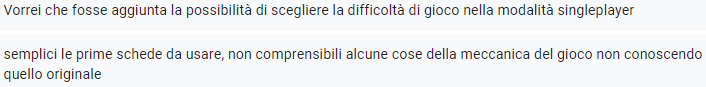 Vorrei che fosse aggiunta la possibilità di scegliere la difficoltà di gioco nella modalità singleplayer
semplici le prime schede da usare, non comprensibili alcune cose della meccanica del gioco non conoscendo
quello originale